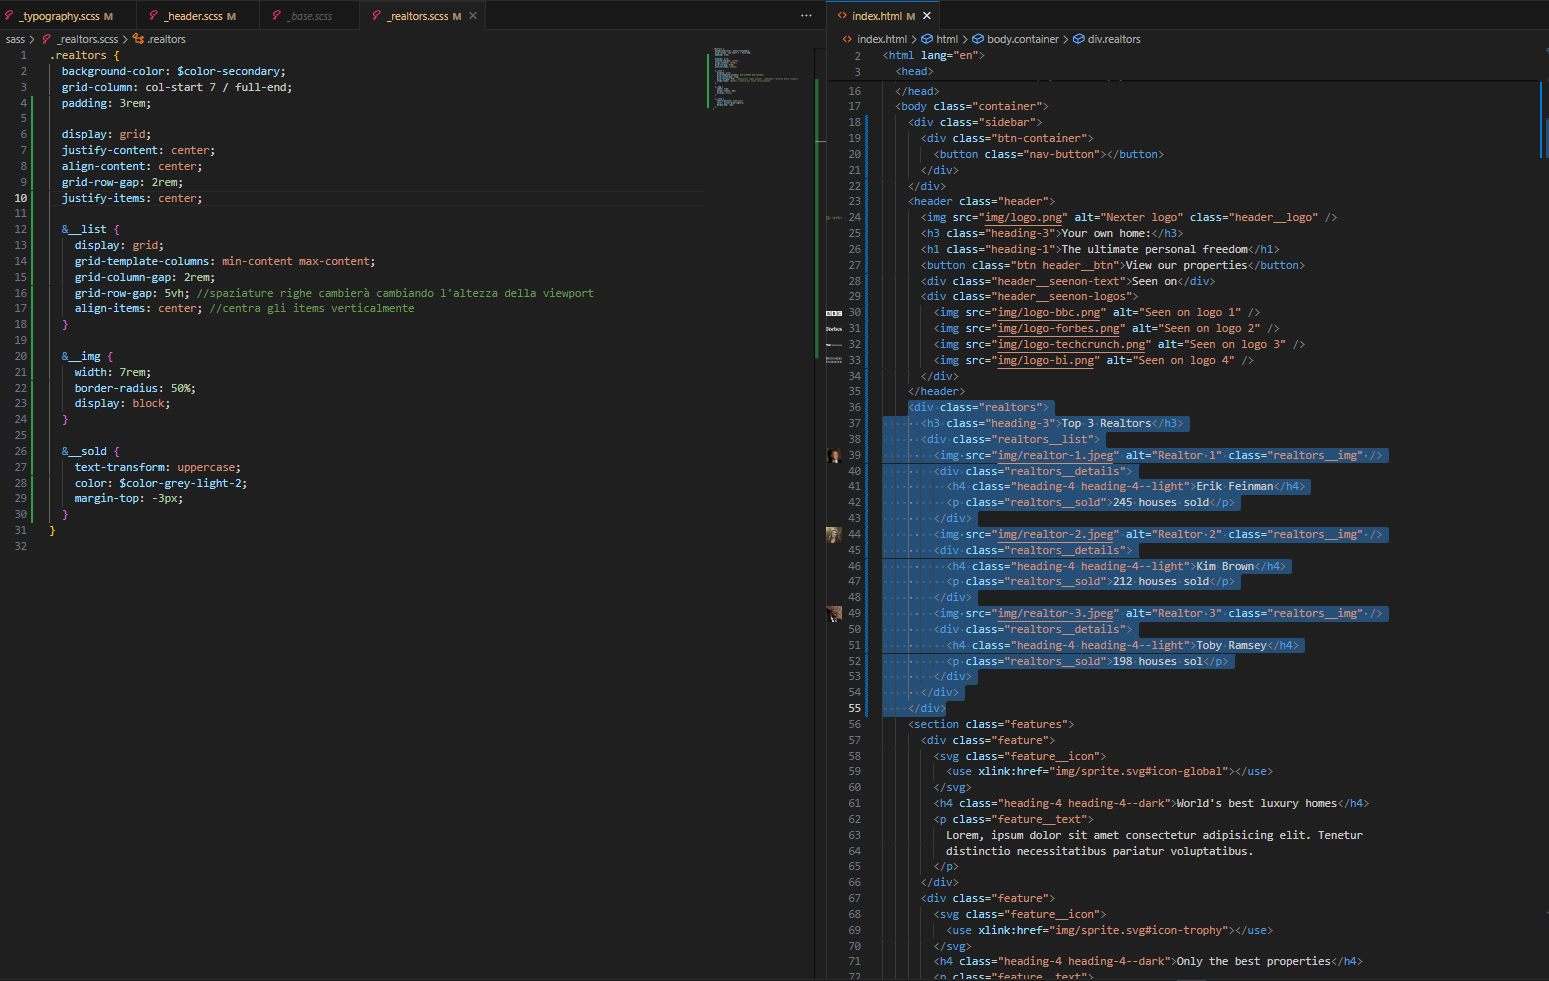 _typography.scss M
_header.scss M
_base.scss
_realtors.scss M ×
···
sass > _realtors.scss > .realtors
1 .realtors {
2 background-color: $color-secondary;
3 grid-column: col-start 7 / full-end;
4 padding: 3rem;
5
6 display: grid;
7 justify-content: center;
8 align-content: center;
9 grid-row-gap: 2rem;
10 justify-items: center;
11
12 &__list {
13 display: grid;
14 grid-template-columns: min-content max-content;
15 grid-column-gap: 2rem;
16 grid-row-gap: 5vh; //spaziature righe cambierà cambiando l'altezza della viewport
17 align-items: center; //centra gli items verticalmente
18 }
19
20 &__img {
21 width: 7rem;
22 border-radius: 50%;
23 display: block;
24 }
25
26 &__sold {
27 text-transform: uppercase;
28 color: $color-grey-light-2;
29 margin-top: -3px;
30 }
31 }
32
index.html M ×
index.html > html > body.container > div.realtors
2 <html lang="en">
3 <head>
16 </head>
17 <body class="container">
18 <div class="sidebar">
19 <div class="btn-container">
20 <button class="nav-button"></button>
21 </div>
22 </div>
23 <header class="header">
24 <img src="img/logo.png" alt="Nexter logo" class="header__logo" />
25 <h3 class="heading-3">Your own home:</h3>
26 <h1 class="heading-1">The ultimate personal freedom</h1>
27 <button class="btn header__btn">View our properties</button>
28 <div class="header__seenon-text">Seen on</div>
29 <div class="header__seenon-logos">
30 <img src="img/logo-bbc.png" alt="Seen on logo 1" />
31 <img src="img/logo-forbes.png" alt="Seen on logo 2" />
32 <img src="img/logo-techcrunch.png" alt="Seen on logo 3" />
33 <img src="img/logo-bi.png" alt="Seen on logo 4" />
34 </div>
35 </header>
36 <div class="realtors">
37 <h3 class="heading-3">Top 3 Realtors</h3>
38 <div class="realtors__list">
39 <img src="img/realtor-1.jpeg" alt="Realtor 1" class="realtors__img" />
40 <div class="realtors__details">
41 <h4 class="heading-4 heading-4--light">Erik Feinman</h4>
42 <p class="realtors__sold">245 houses sold</p>
43 </div>
44 <img src="img/realtor-2.jpeg" alt="Realtor 2" class="realtors__img" />
45 <div class="realtors__details">
46 <h4 class="heading-4 heading-4--light">Kim Brown</h4>
47 <p class="realtors__sold">212 houses sold</p>
48 </div>
49 <img src="img/realtor-3.jpeg" alt="Realtor 3" class="realtors__img" />
50 <div class="realtors__details">
51 <h4 class="heading-4 heading-4--light">Toby Ramsey</h4>
52 <p class="realtors__sold">198 houses sol</p>
53 </div>
54 </div>
55 </div>
56 <section class="features">
57 <div class="feature">
58 <svg class="feature__icon">
59 <use xlink:href="img/sprite.svg#icon-global"></use>
60 </svg>
61 <h4 class="heading-4 heading-4--dark">World's best luxury homes</h4>
62 <p class="feature__text">
63 Lorem, ipsum dolor sit amet consectetur adipisicing elit. Tenetur
64 distinctio necessitatibus pariatur voluptatibus.
65 </p>
66 </div>
67 <div class="feature">
68 <svg class="feature__icon">
69 <use xlink:href="img/sprite.svg#icon-trophy"></use>
70 </svg>
71 <h4 class="heading-4 heading-4--dark">Only the best properties</h4>
72 <p class="feature__text">